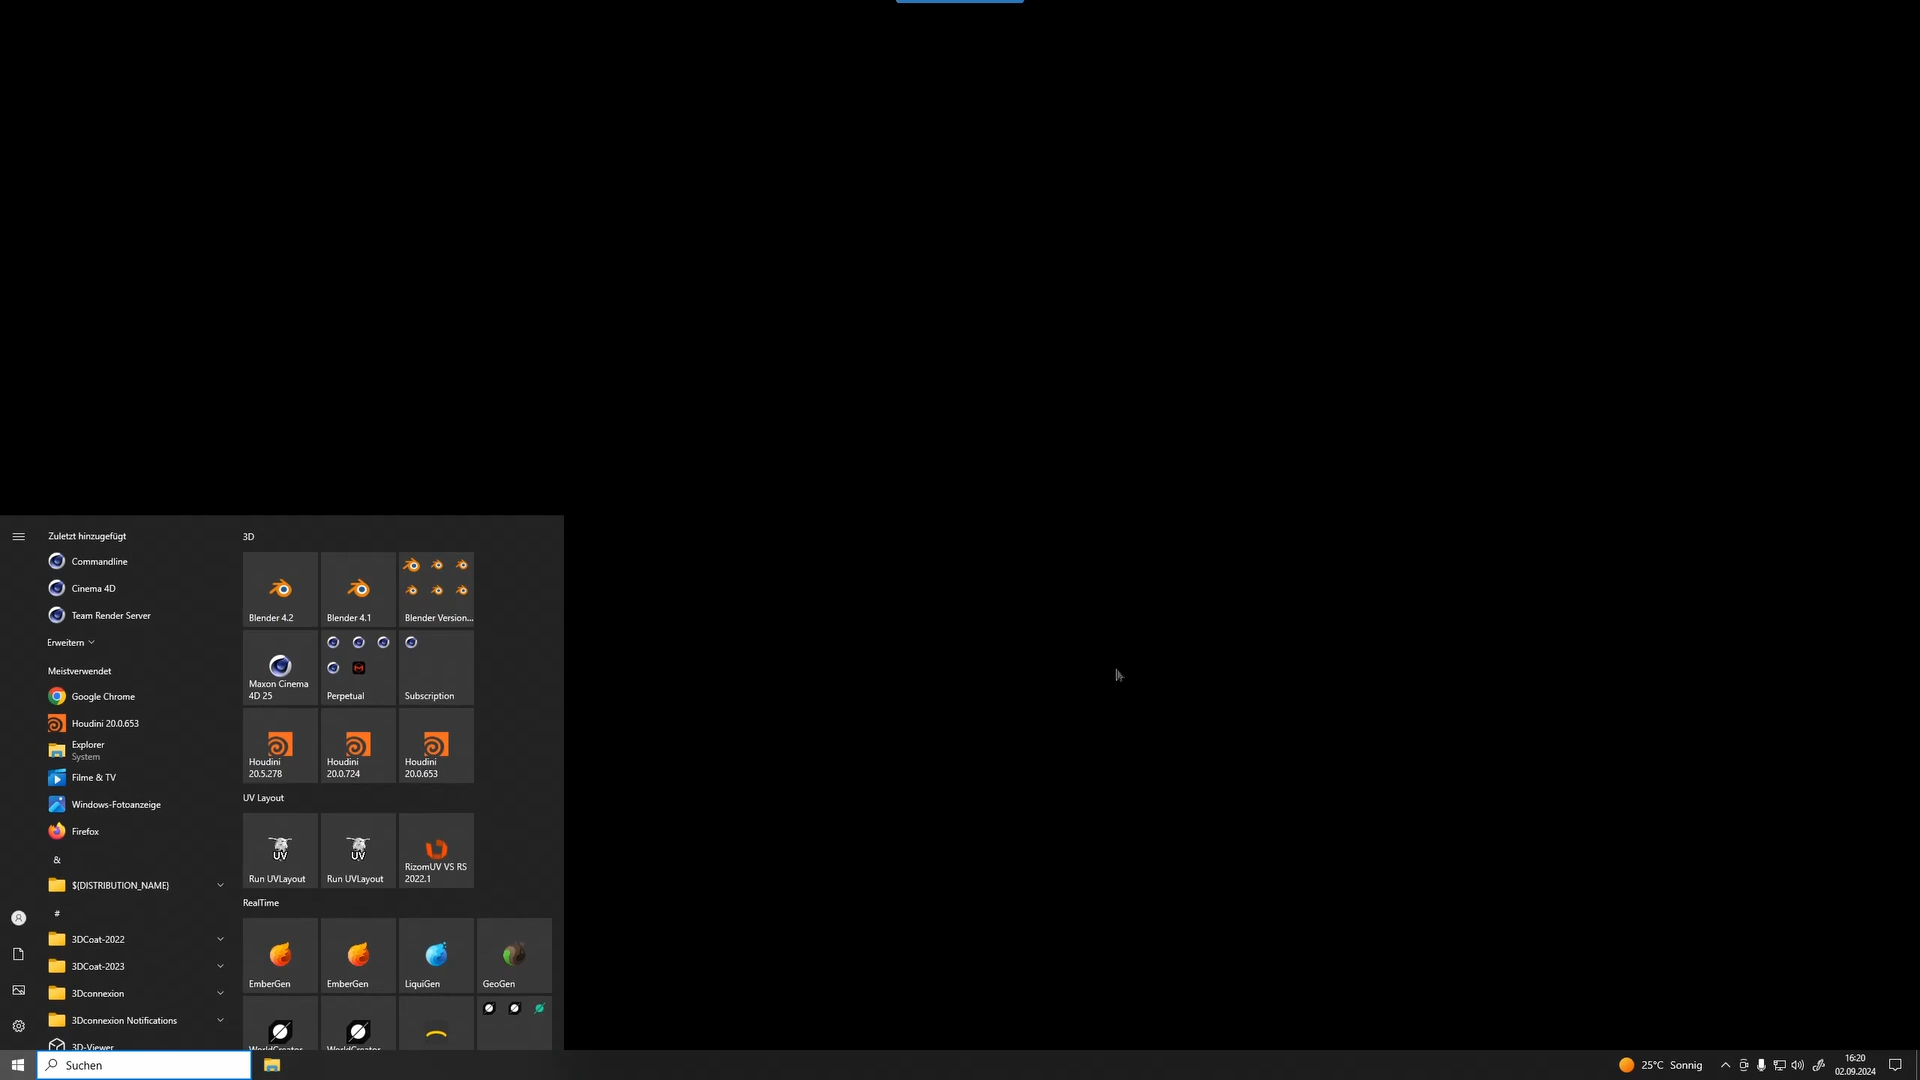 Zuletzt hinzugefügt
Commandline
Cinema 4D
Team Render Server
Erweitern
Meistverwendet
Google Chrome
Houdini 20.0.653
Explorer
System
Filme & TV
Windows-Fotoanzeige
Firefox
&
$(DISTRIBUTION_NAME)
#
3DCoat-2022
3DCoat-2023
3Dconnexion
3Dconnexion Notifications
3D-Viewer
3D
Blender 4.2
Blender 4.1
Blender Version...
Maxon Cinema
4D 25
Perpetual
Subscription
Houdini
20.5.278
Houdini
20.0.724
Houdini
20.0.653
UV Layout
UV
Run UVLayout
UV
Run UVLayout
RizomUV VS RS
2022.1
RealTime
EmberGen
EmberGen
LiquiGen
GeoGen
WorldCreator
WorldCreator
Suchen
25°C Sonnig
16:20
02.09.2024